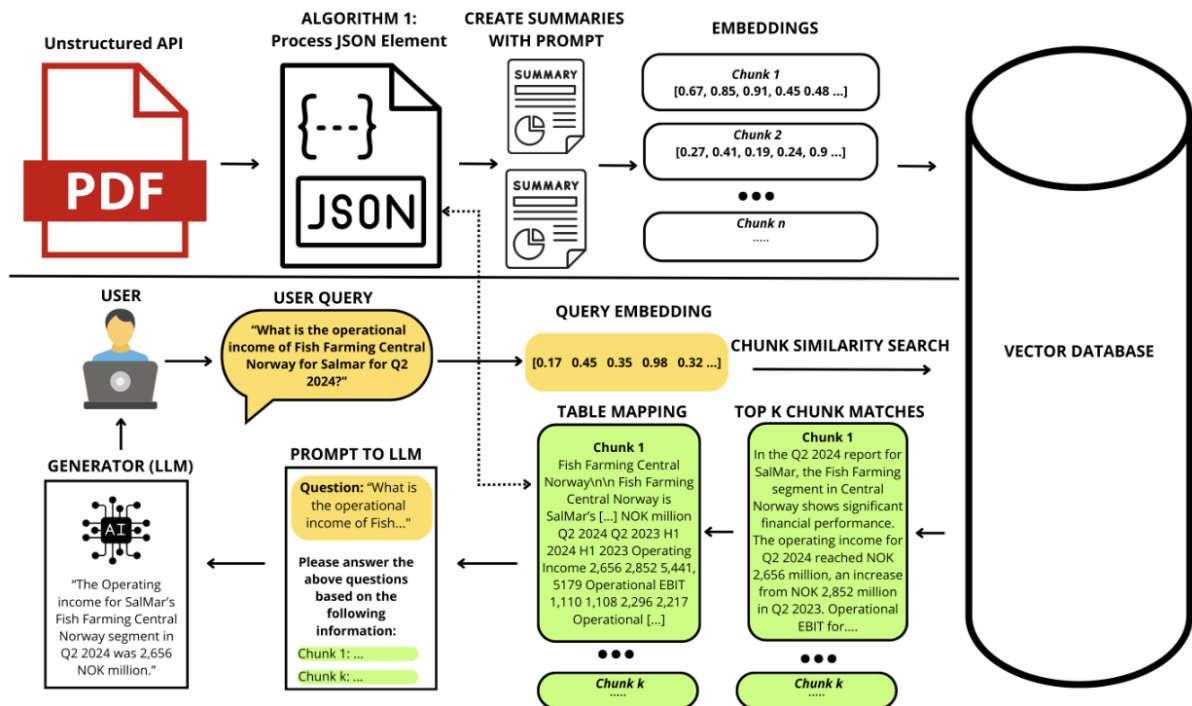 Unstructured API
PDF
ALGORITHM 1:
Process JSON Element
{---}
JSON
CREATE SUMMARIES
WITH PROMPT
SUMMARY
SUMMARY
EMBEDDINGS
Chunk 1
[0.67, 0.85, 0.91, 0.45 0.48 ...]
Chunk 2
[0.27, 0.41, 0.19, 0.24, 0.9 ...]
Chunk n
.....
VECTOR DATABASE
USER
USER QUERY
“What is the operational
income of Fish Farming Central
Norway for Salmar for Q2
2024?"
QUERY EMBEDDING
[0.17 0.45 0.35 0.98 0.32 ...]
CHUNK SIMILARITY SEARCH
TOP K CHUNK MATCHES
Chunk 1
In the Q2 2024 report for
SalMar, the Fish Farming
segment in Central
Norway shows significant
financial performance.
The operating income for
Q2 2024 reached NOK
2,656 million, an increase
from NOK 2,852 million
in Q2 2023. Operational
EBIT for....
Chunk k
.....
TABLE MAPPING
Chunk 1
Fish Farming Central
Norway\n\n Fish Farming
Central Norway is
SalMar's [...] NOK million
Q2 2024 Q2 2023 H1
2024 H1 2023 Operating
Income 2,656 2,852 5,441,
5179 Operational EBIT
1,110 1,108 2,296 2,217
Operational [...]
Chunk k
.....
PROMPT TO LLM
Question: “What is
the operational
income of Fish..."
Please answer the
above questions
based on the
following
information:
Chunk 1: ...
Chunk k: ...
GENERATOR (LLM)
AI
“The Operating
income for SalMar's
Fish Farming Central
Norway segment in
Q2 2024 was 2,656
NOK million.”